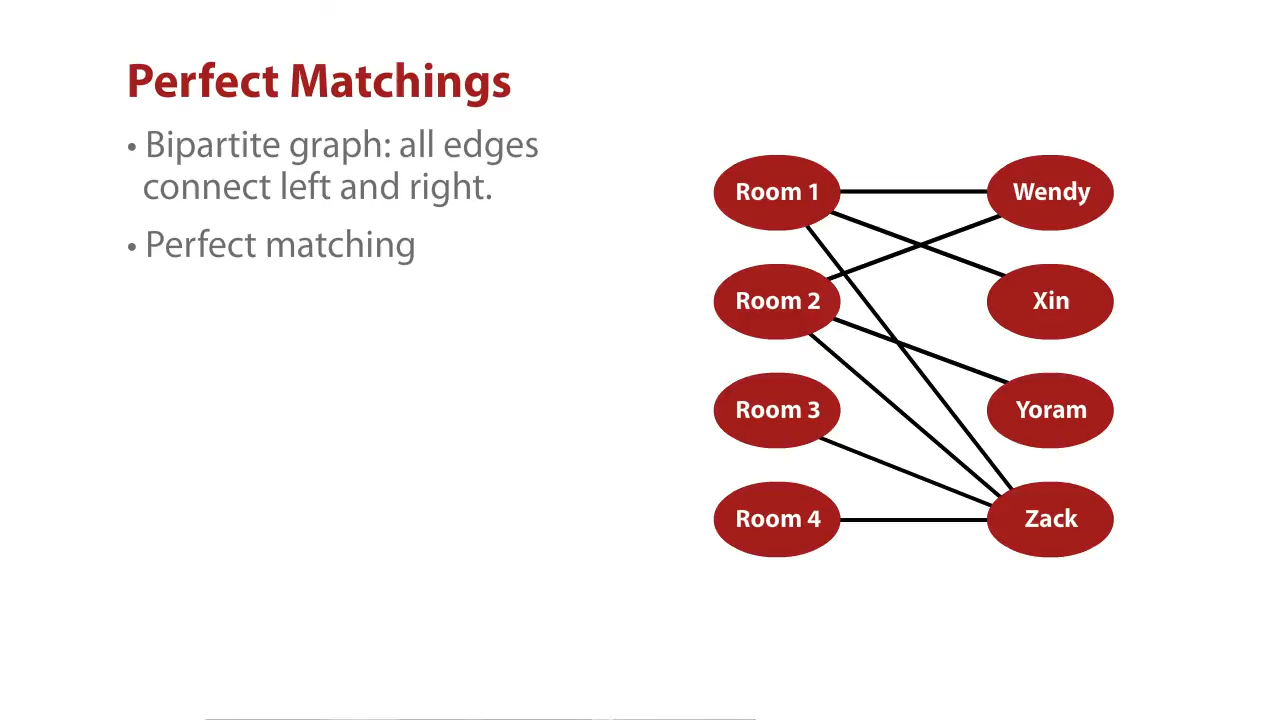 Perfect Matchings
• Bipartite graph: all edges
connect left and right.
• Perfect matching
Room 1
Wendy
Room 2
Xin
Room 3
Yoram
Room 4
Zack